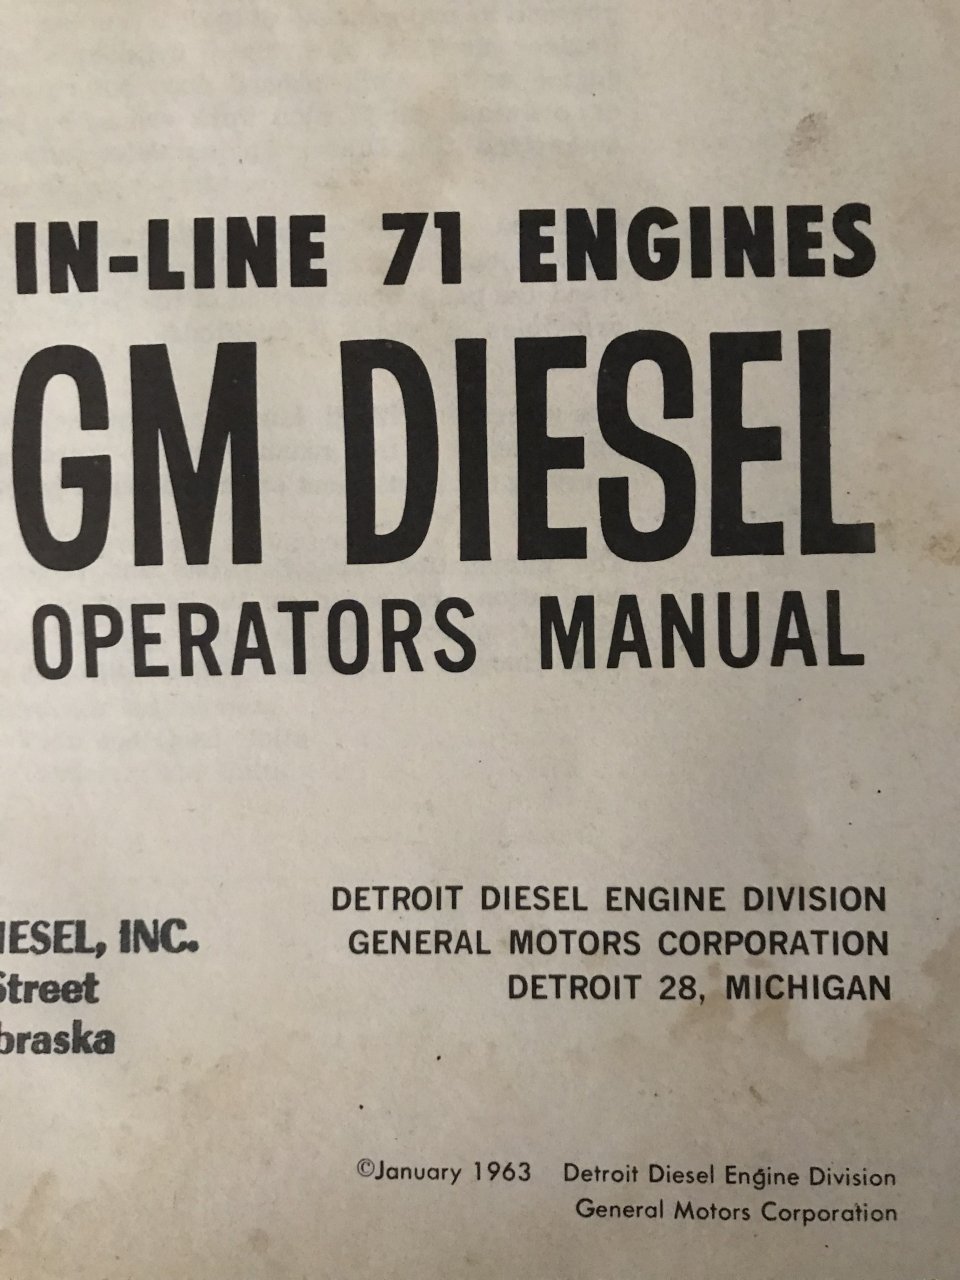 IN-LINE 71 ENGINES
GM DIESEL
OPERATORS MANUAL
DETROIT DIESEL ENGINE DIVISION
GENERAL MOTORS CORPORATION
DETROIT 28, MICHIGAN
IESEL, INC.
Street
braska
©January 1963 Detroit Diesel Engine Division
General Motors Corporation